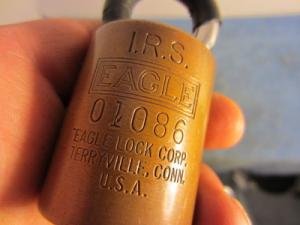 I.R.S.
EAGLE
01086
EAGLE LOCK CORP.
TERRYVILLE, CONN.
U.S.A.